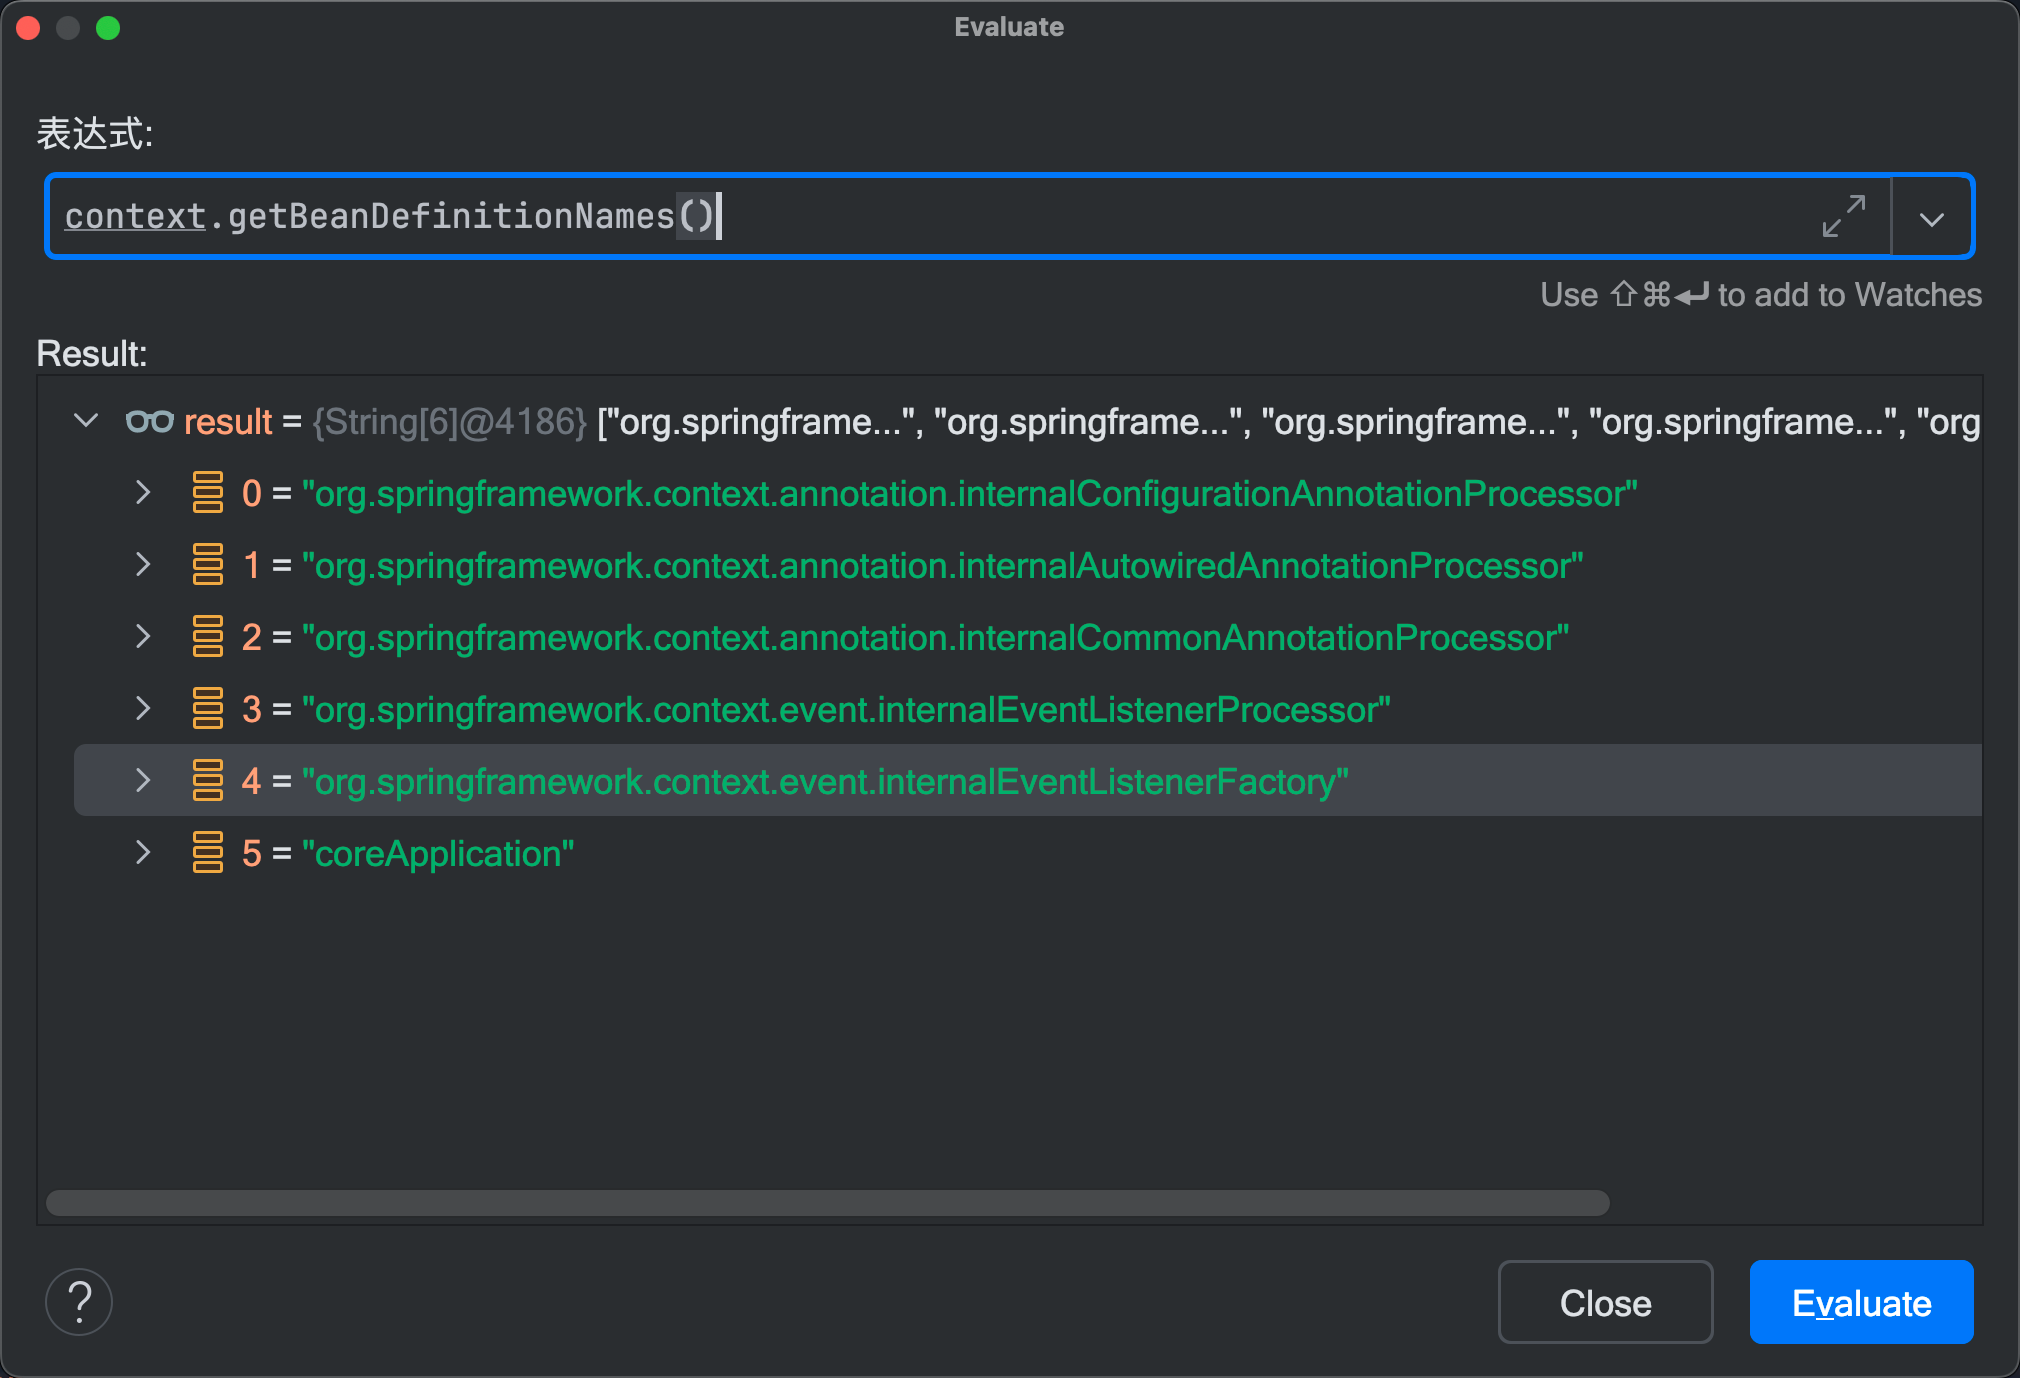 Evaluate
表达式:
context.getBeanDefinitionNames()
Use ⇧⌘↵ to add to Watches
Result:
result = {String[6]@4186} ["org.springframe...", "org.springframe...", "org.springframe...", "org.springframe...", "org
0 = "org.springframework.context.annotation.internalConfigurationAnnotationProcessor"
1 = "org.springframework.context.annotation.internalAutowiredAnnotationProcessor"
2 = "org.springframework.context.annotation.internalCommonAnnotationProcessor"
3 = "org.springframework.context.event.internalEventListenerProcessor"
4 = "org.springframework.context.event.internalEventListenerFactory"
5 = "coreApplication"
?
Close
Evaluate